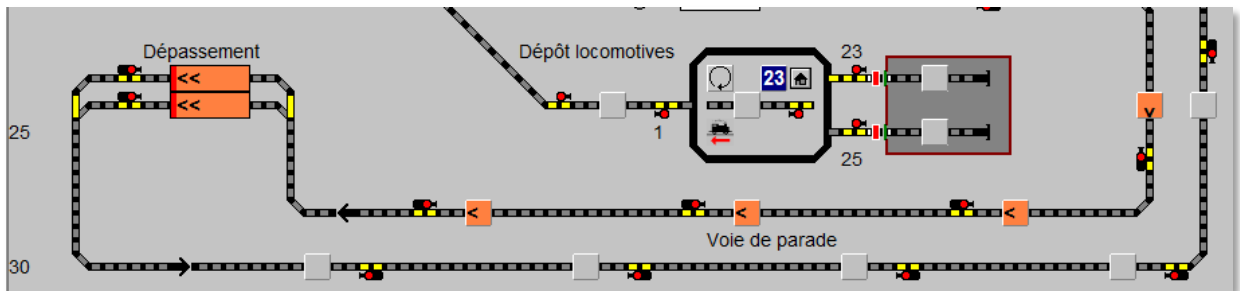 Dépassement
<<
<<
Dépôt locomotives
23
23
1
25
25
<
<
<
v
Voie de parade
30